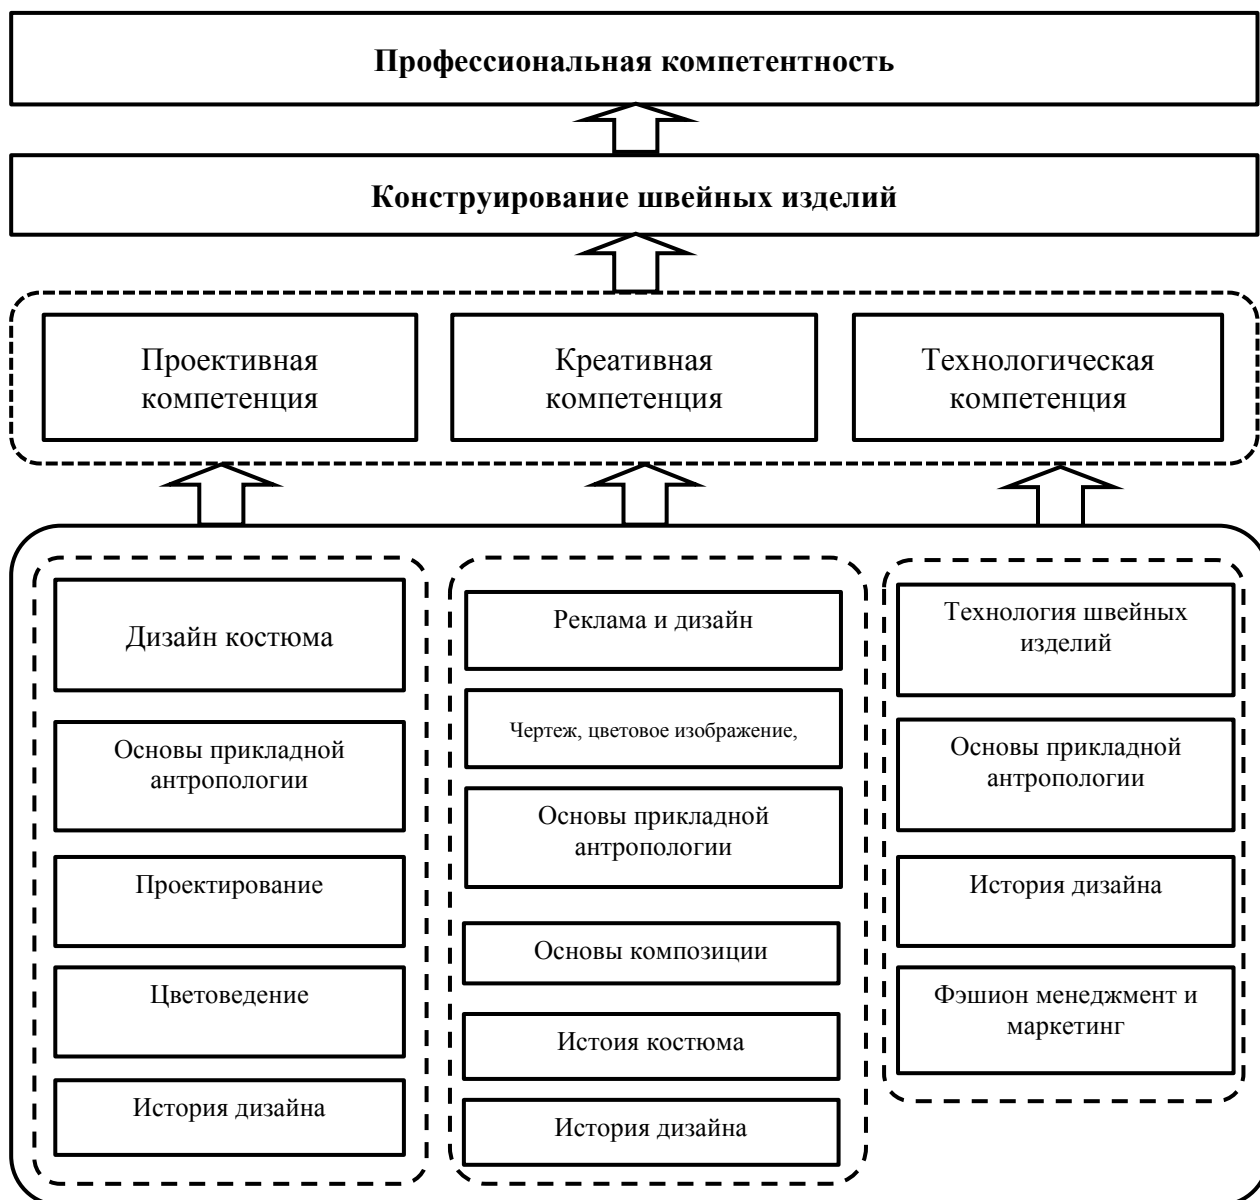 Профессиональная компетентность
Конструирование швейных изделий
Проективная
компетенция
Креативная
компетенция
Технологическая
компетенция
Дизайн костюма
Основы прикладной
антропологии
Проектирование
Цветоведение
История дизайна
Реклама и дизайн
Чертеж, цветовое изображение,
Основы прикладной
антропологии
Основы композиции
Истоия костюма
История дизайна
Технология швейных
изделий
Основы прикладной
антропологии
История дизайна
Фэшион менеджмент и
маркетинг